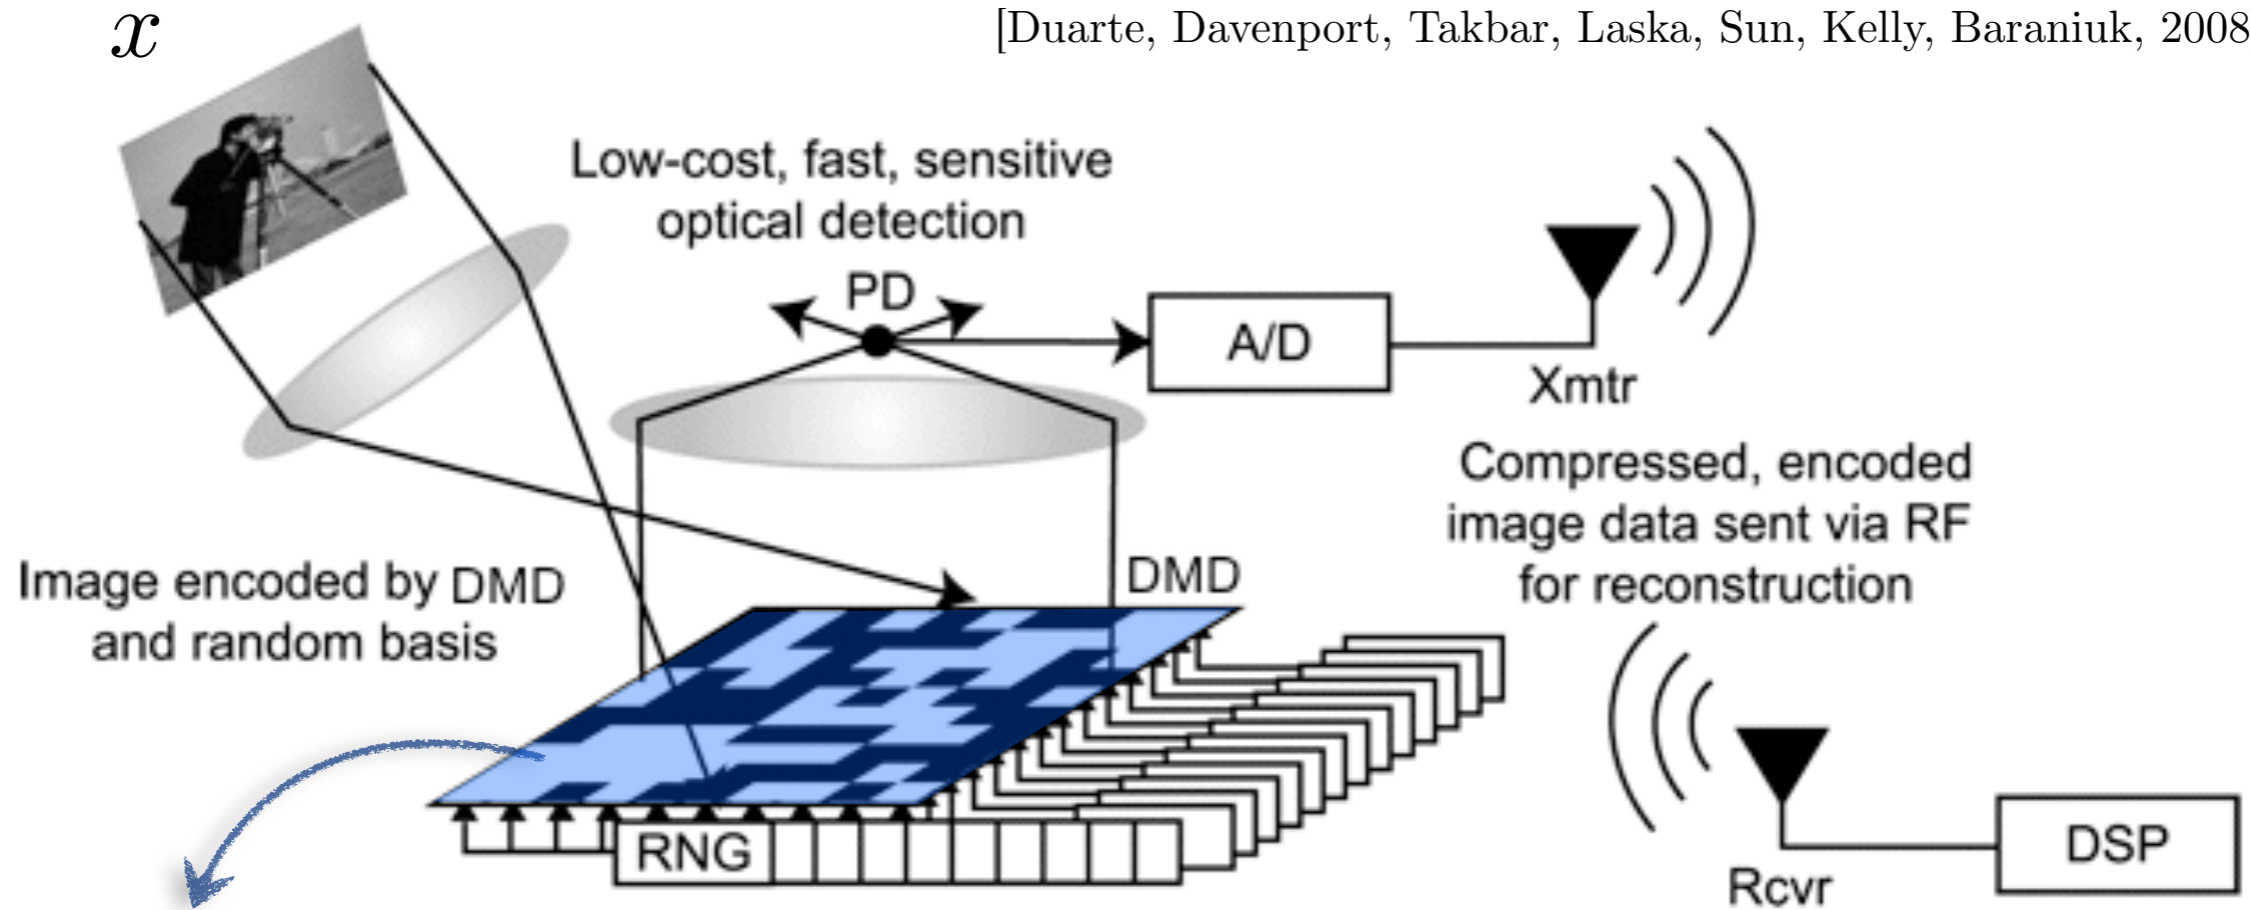 x
[Duarte, Davenport, Takbar, Laska, Sun, Kelly, Baraniuk, 2008
Low-cost, fast, sensitive
optical detection
PD
A/D
Xmtr
Compressed, encoded
image data sent via RF
for reconstruction
Image encoded by DMD
and random basis
DMD
RNG
Rcvr
DSP